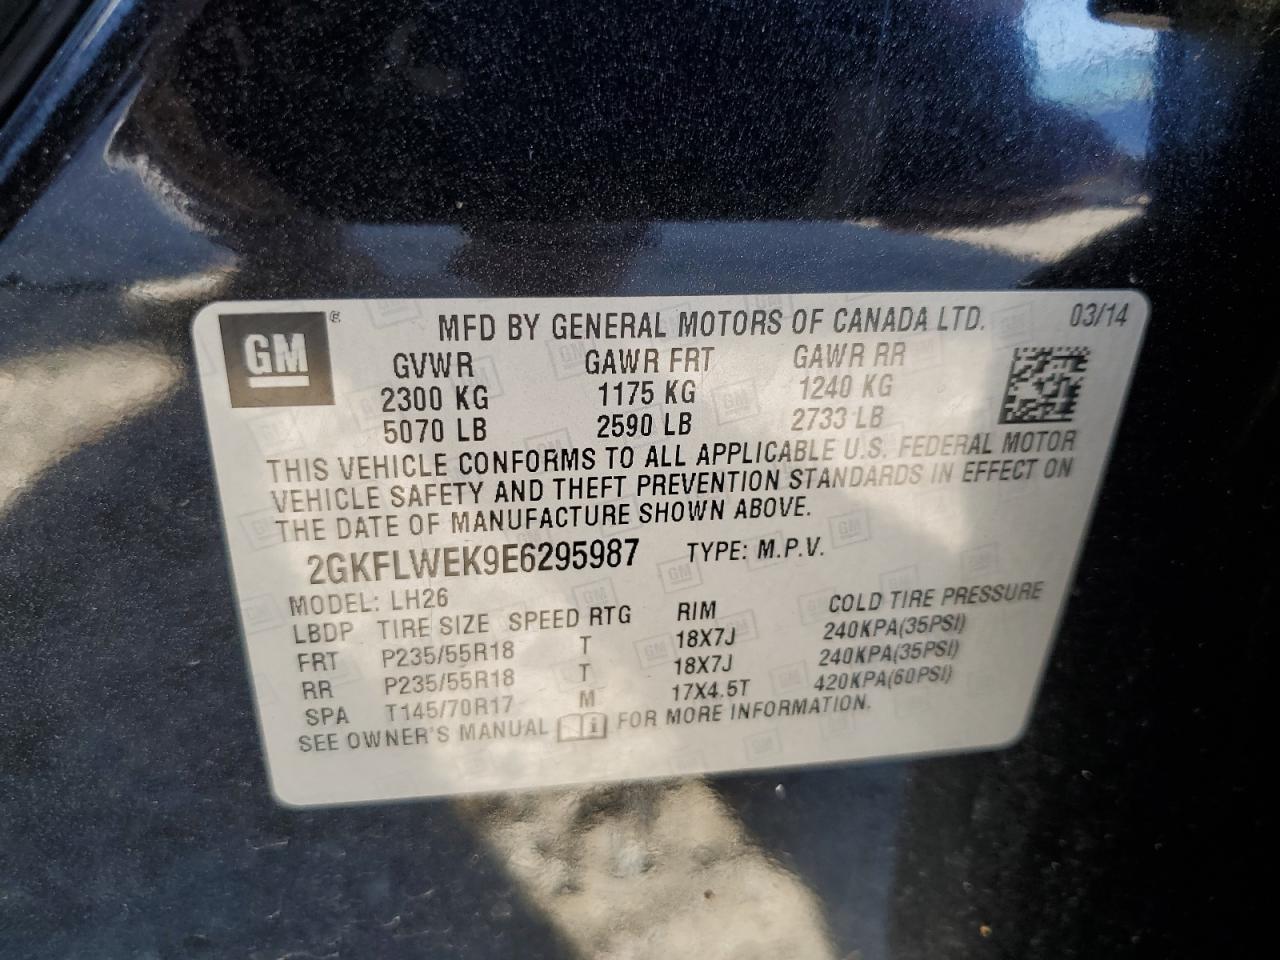 GM ®
MFD BY GENERAL MOTORS OF CANADA LTD. 03/14
GVWR GAWR FRT GAWR RR
2300 KG 1175 KG 1240 KG
5070 LB 2590 LB 2733 LB
THIS VEHICLE CONFORMS TO ALL APPLICABLE U.S. FEDERAL MOTOR
VEHICLE SAFETY AND THEFT PREVENTION STANDARDS IN EFFECT ON
THE DATE OF MANUFACTURE SHOWN ABOVE.
2GKFLWEK9E6295987 TYPE: M.P.V.
MODEL: LH26
LBDP TIRE SIZE SPEED RTG RIM COLD TIRE PRESSURE
FRT P235/55R18 T 18X7J 240KPA(35PSI)
RR P235/55R18 T 18X7J 240KPA(35PSI)
SPA T145/70R17 M 17X4.5T 420KPA(60PSI)
SEE OWNER'S MANUAL i FOR MORE INFORMATION.